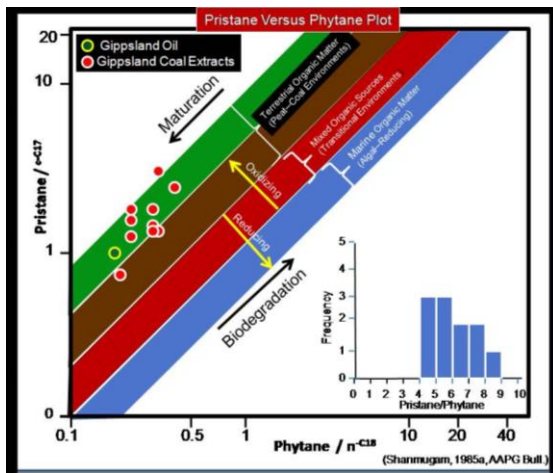 Pristane Versus Phytane Plot
Gippsland Oil
Gippsland Coal Extracts
Maturation
Terrestrial Organic Matter
(Peat-Coal Environments)
Mixed Organic Sources
(Transitional Environments)
Marine Organic Matter
(Algal-Reducing)
Oxidizing
Reducing
Biodegradation
Pristane / n-C17
20
10
1
0
0.1 0.5 1 10 20 40
Phytane / n-C18
Frequency
5
4
3
2
1
0
0 1 2 3 4 5 6 7 8 9 10
Pristane/Phytane
(Shanmugam, 1985a, AAPG Bull.)